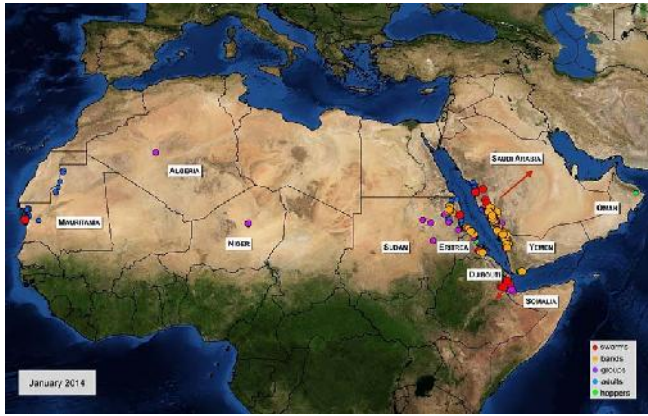 SAUDI ARABIA
ALGERIA
OMAN
MAURITANIA
NIGER
SUDAN
ERITREA
YEMEN
DJIBOUTI
SOMALIA
January 2014
swarms
bands
groups
adults
hoppers